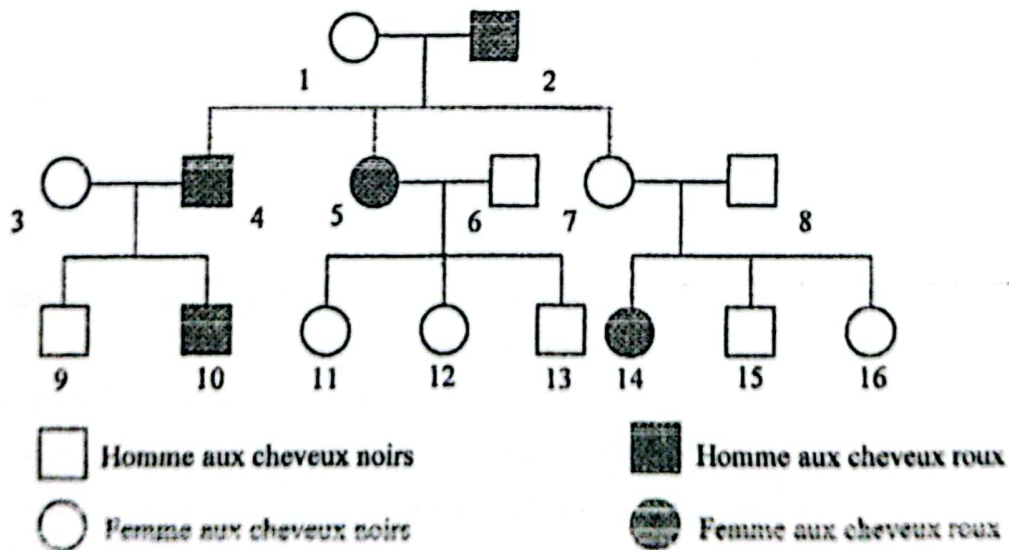 1 2
3 4 5 6 7 8
9 10 11 12 13 14 15 16
Homme aux cheveux noirs Homme aux cheveux roux
Femme aux cheveux noirs Femme aux cheveux roux